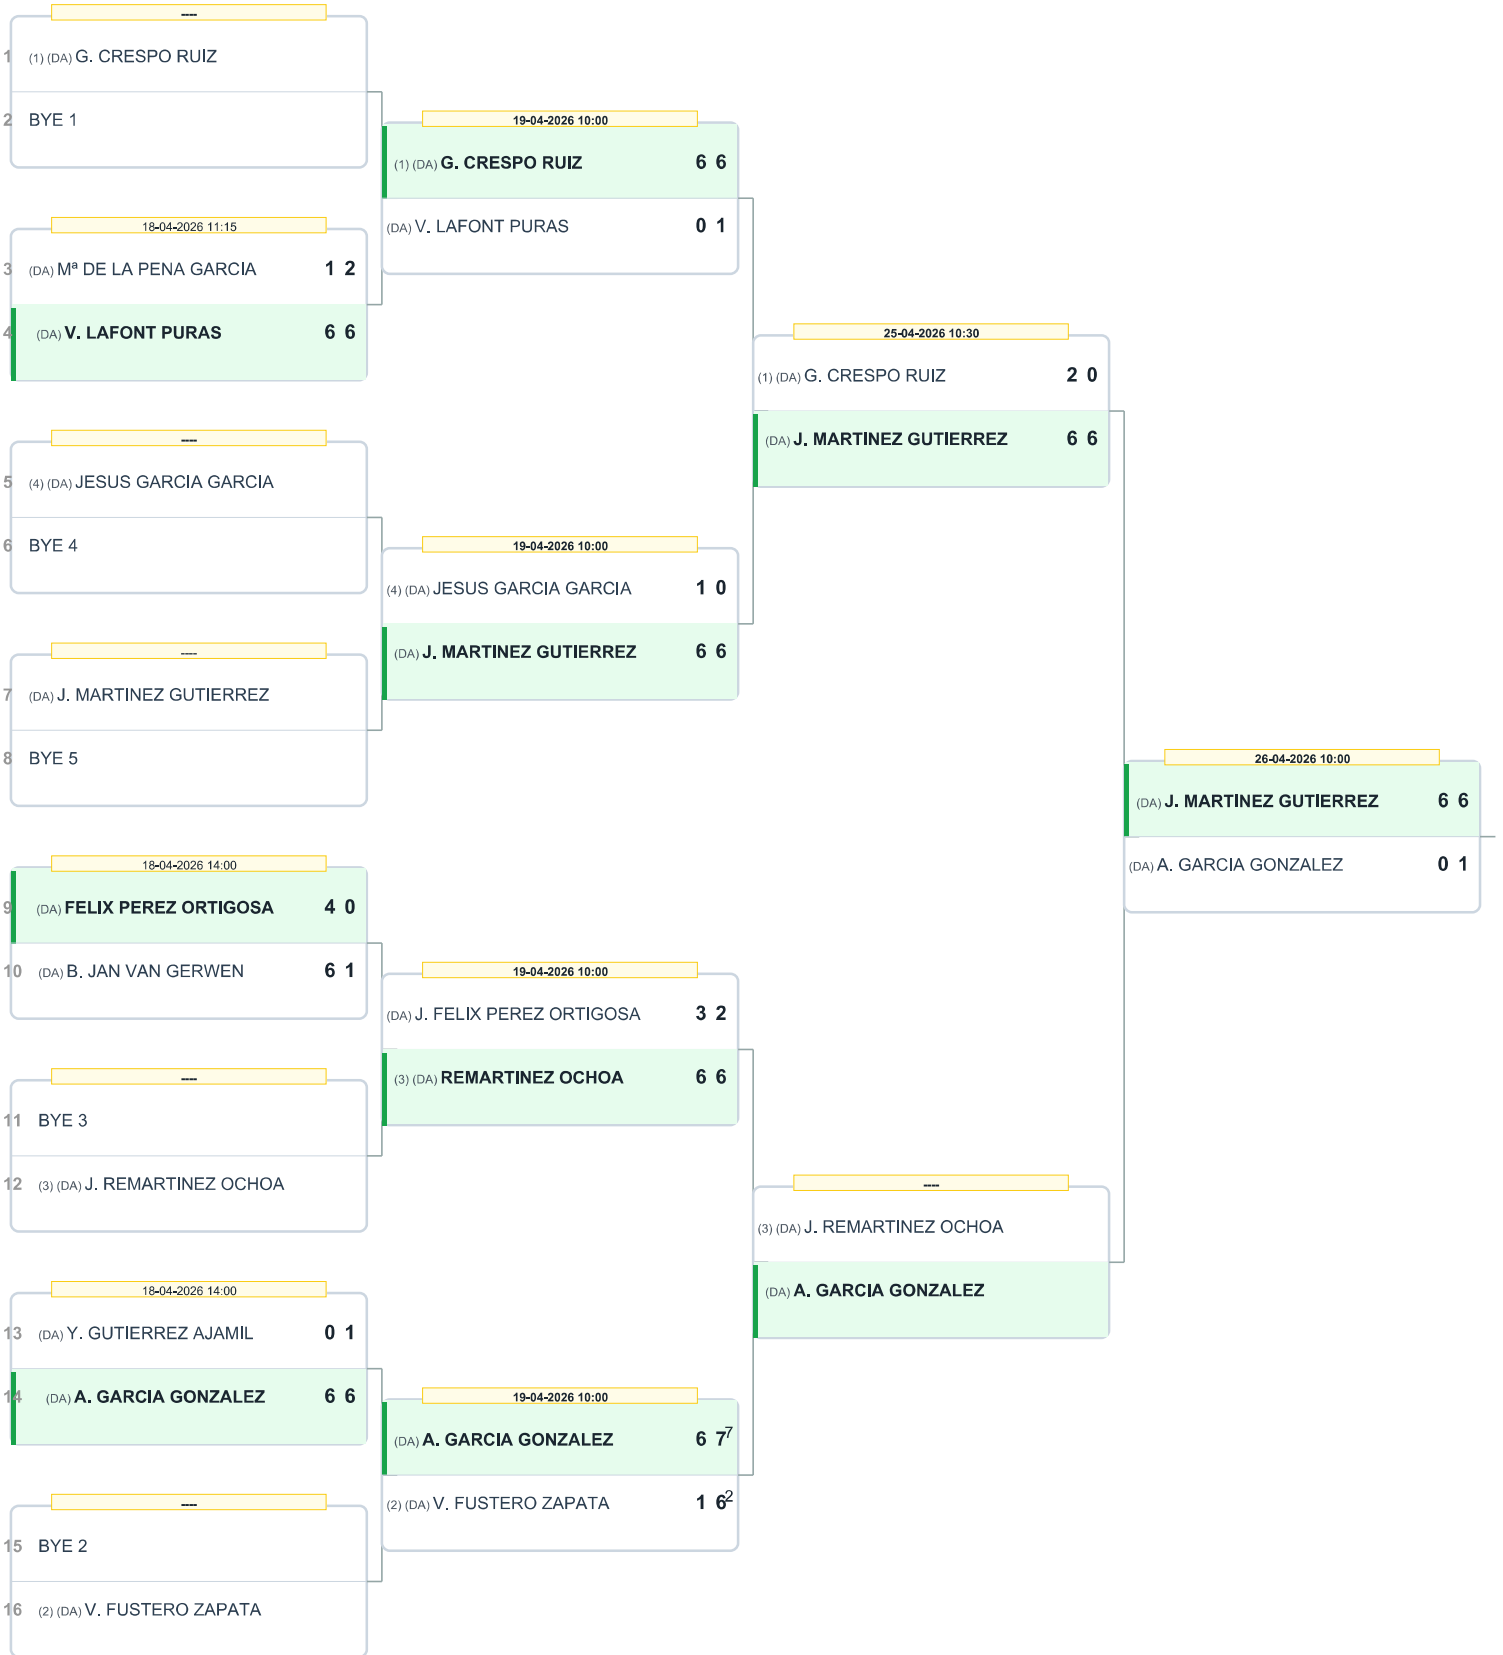 ----
1 (1) (DA) G. CRESPO RUIZ
2 BYE 1
18-04-2026 11:15
3 (DA) Mª DE LA PENA GARCIA 1 2
4 (DA) V. LAFONT PURAS 6 6
----
5 (4) (DA) JESUS GARCIA GARCIA
6 BYE 4
----
7 (DA) J. MARTINEZ GUTIERREZ
8 BYE 5
18-04-2026 14:00
9 (DA) FELIX PEREZ ORTIGOSA 4 0
10 (DA) B. JAN VAN GERWEN 6 1
----
11 BYE 3
12 (3) (DA) J. REMARTINEZ OCHOA
18-04-2026 14:00
13 (DA) Y. GUTIERREZ AJAMIL 0 1
14 (DA) A. GARCIA GONZALEZ 6 6
----
15 BYE 2
16 (2) (DA) V. FUSTERO ZAPATA
19-04-2026 10:00
(1) (DA) G. CRESPO RUIZ 6 6
(DA) V. LAFONT PURAS 0 1
19-04-2026 10:00
(4) (DA) JESUS GARCIA GARCIA 1 0
(DA) J. MARTINEZ GUTIERREZ 6 6
19-04-2026 10:00
(DA) J. FELIX PEREZ ORTIGOSA 3 2
(3) (DA) REMARTINEZ OCHOA 6 6
19-04-2026 10:00
(DA) A. GARCIA GONZALEZ 6 7⁷
(2) (DA) V. FUSTERO ZAPATA 1 6²
25-04-2026 10:30
(1) (DA) G. CRESPO RUIZ 2 0
(DA) J. MARTINEZ GUTIERREZ 6 6
----
(3) (DA) J. REMARTINEZ OCHOA
(DA) A. GARCIA GONZALEZ
26-04-2026 10:00
(DA) J. MARTINEZ GUTIERREZ 6 6
(DA) A. GARCIA GONZALEZ 0 1